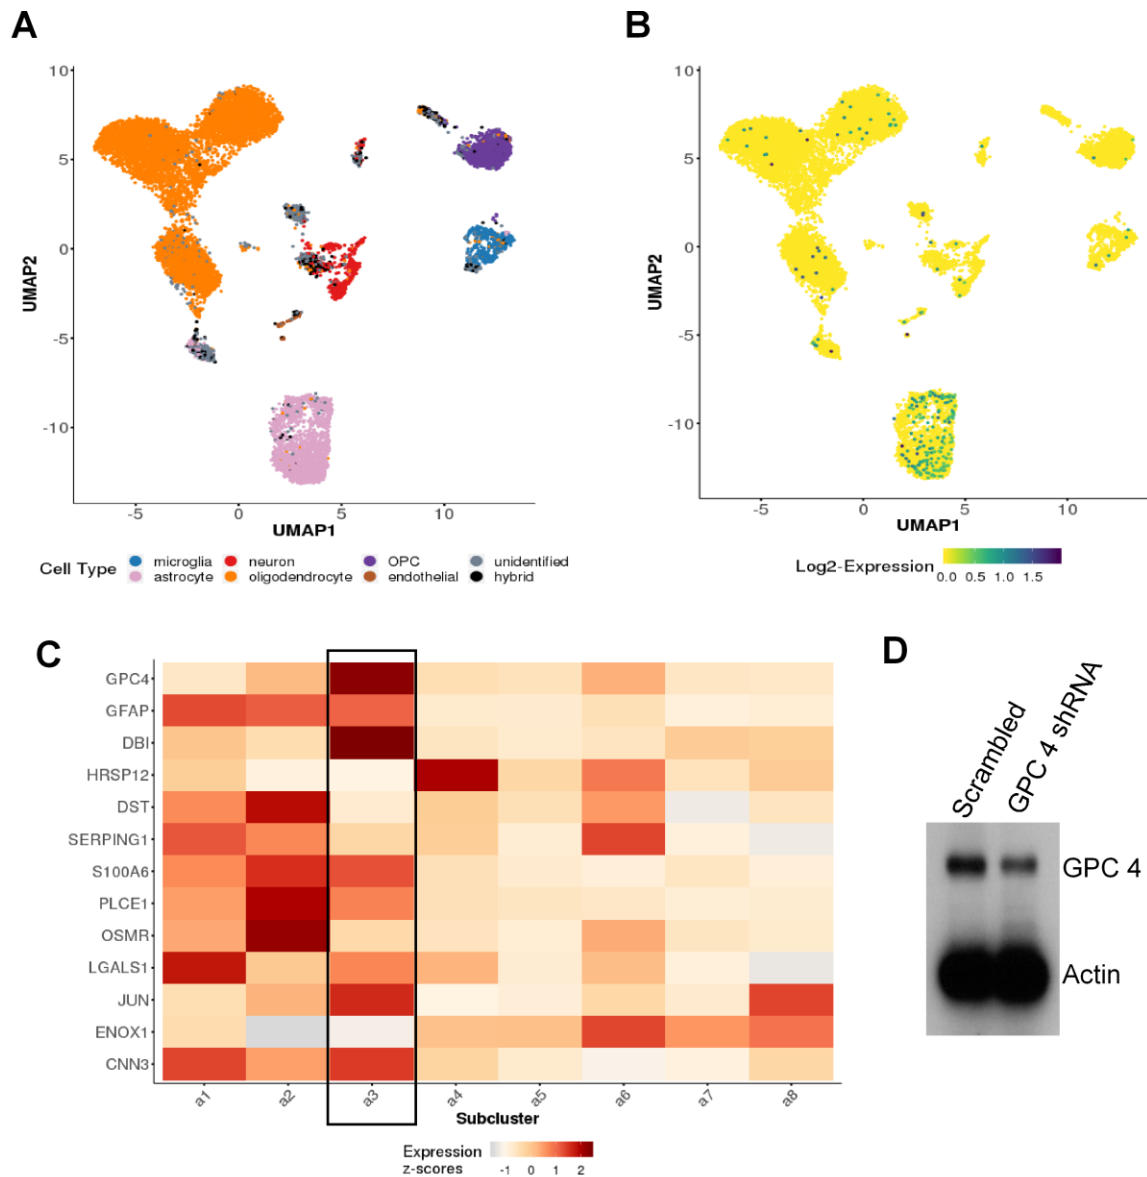 A
B
10
5
0
-5
-10
UMAP2
-5 0 5 10
UMAP1
Cell Type microglia neuron OPC unidentified
astrocyte oligodendrocyte endothelial hybrid
10
5
0
-5
-10
UMAP2
-5 0 5 10
UMAP1
Log2-Expression
0.0 0.5 1.0 1.5
C
GPC4
GFAP
DBI
HRSP12
DST
SERPING1
S100A6
PLCE1
OSMR
LGALS1
JUN
ENOX1
CNN3
a1 a2 a3 a4 a5 a6 a7 a8
Subcluster
Expression
z-scores
-1 0 1 2
D
Scrambled
GPC 4 shRNA
GPC 4
Actin